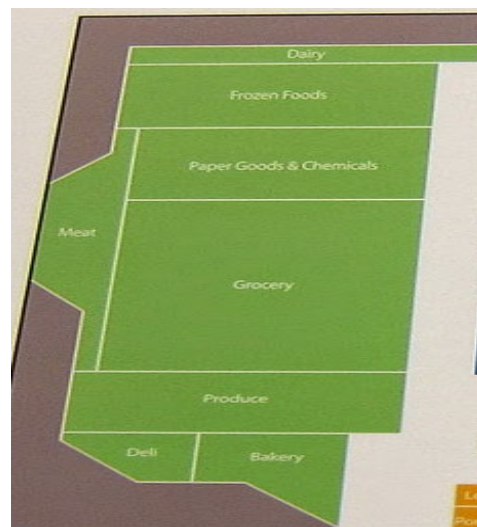 Dairy
Frozen Foods
Paper Goods & Chemicals
Meat
Grocery
Produce
Deli
Bakery